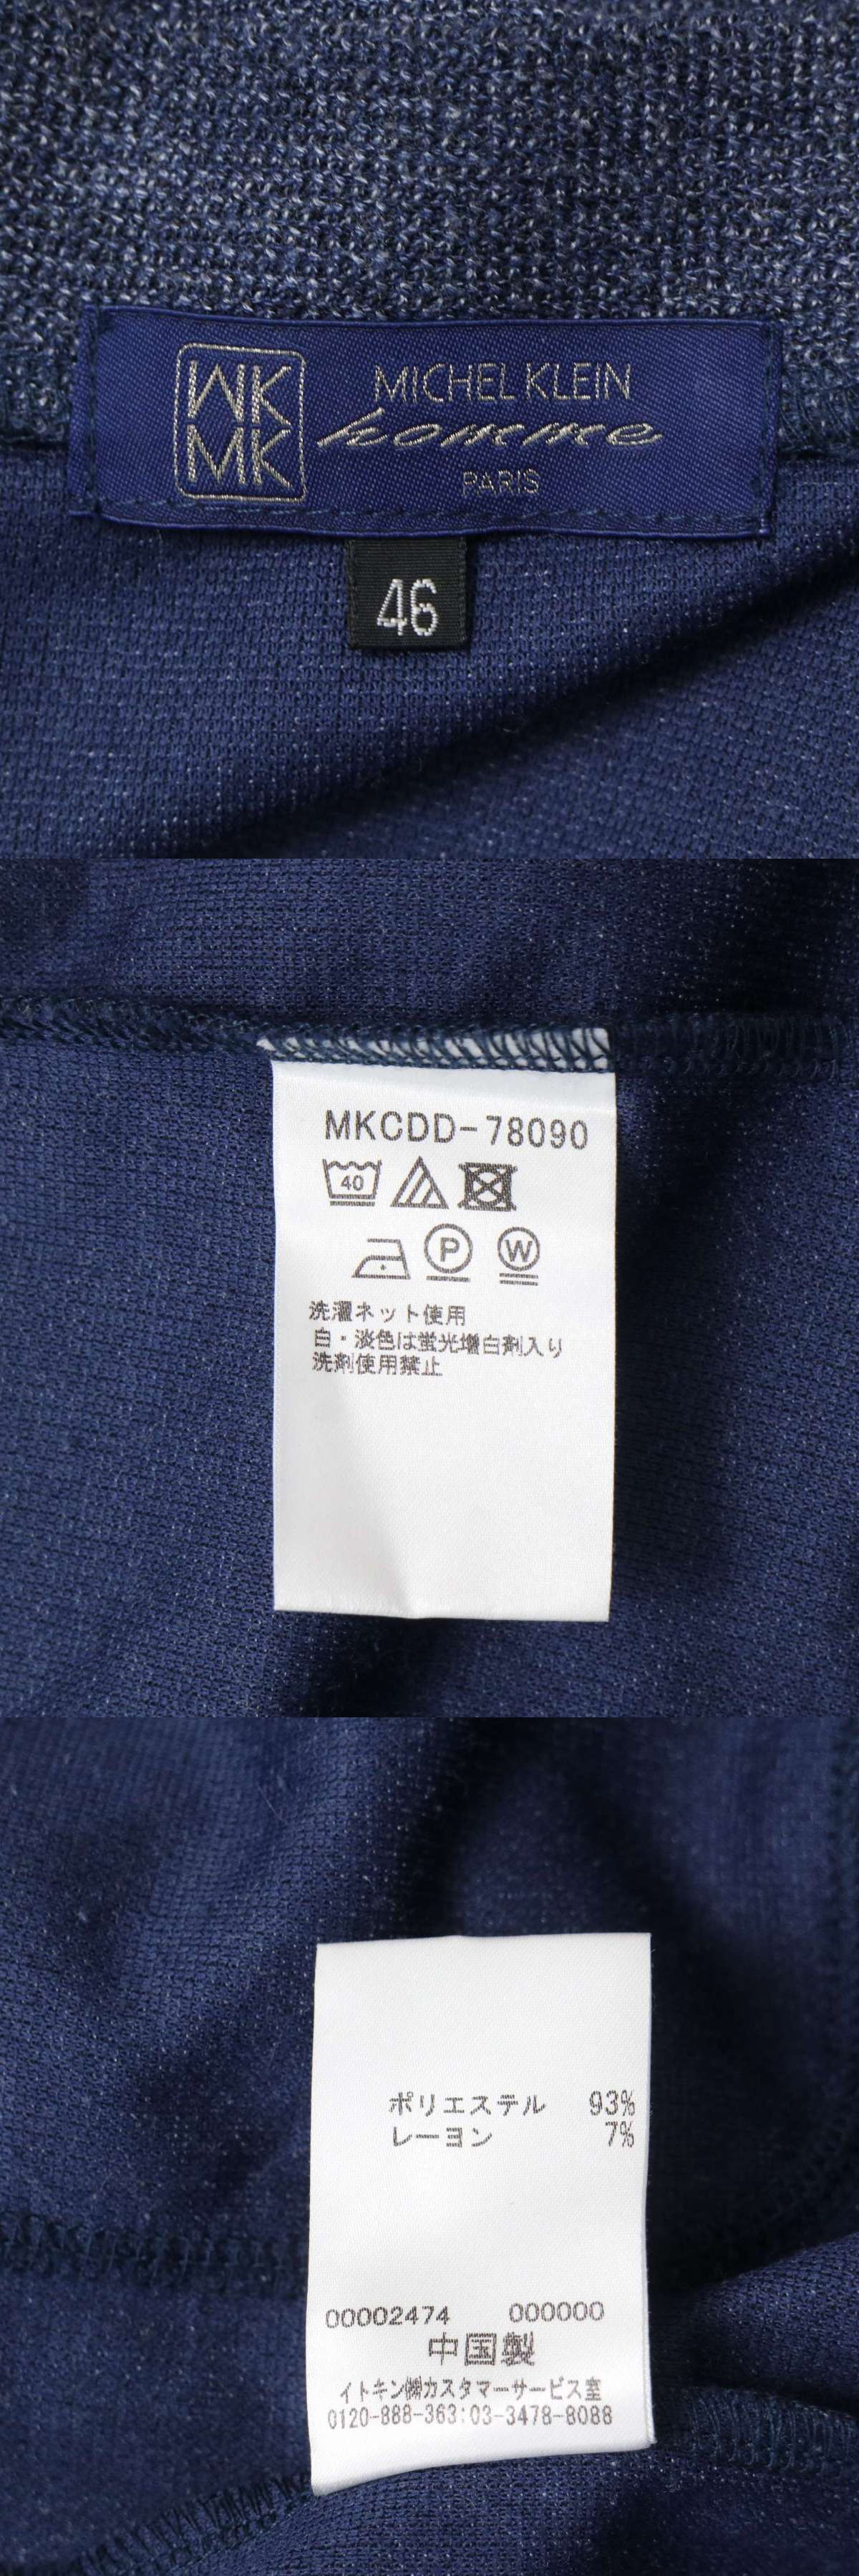 MK
MK
MICHEL KLEIN
homme
PARIS
46
MKCDD-78090
40
P W
洗濯ネット使用
白・淡色は蛍光増白剤入り
洗剤使用禁止
ポリエステル 93%
レーヨン 7%
00002474 000000
中国製
イトキン㈱カスタマーサービス室
0120-888-363:03-3478-8088